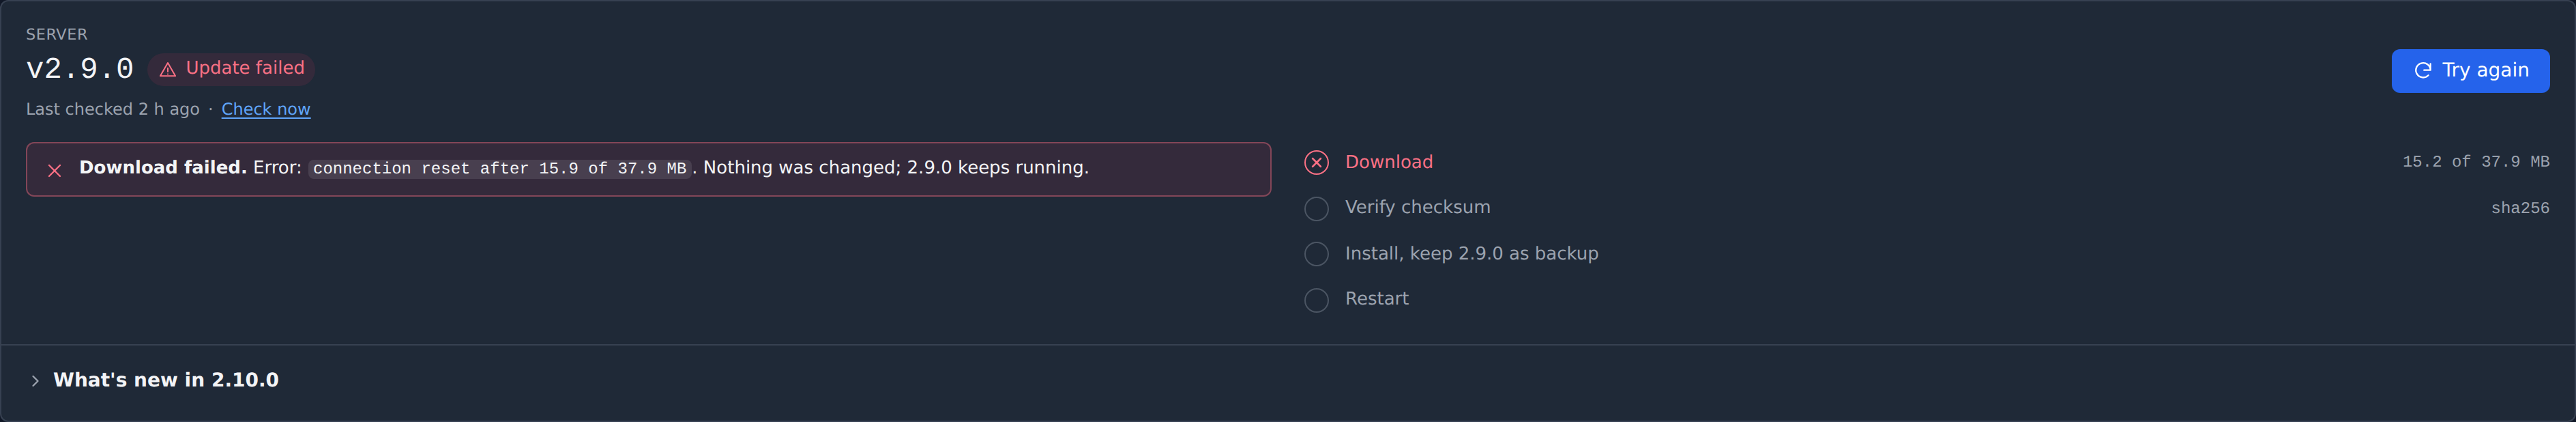 SERVER
v2.9.0 Update failed
Try again
Last checked 2 h ago · Check now
Download failed. Error: connection reset after 15.9 of 37.9 MB. Nothing was changed; 2.9.0 keeps running.
Download 15.2 of 37.9 MB
Verify checksum sha256
Install, keep 2.9.0 as backup
Restart
What's new in 2.10.0